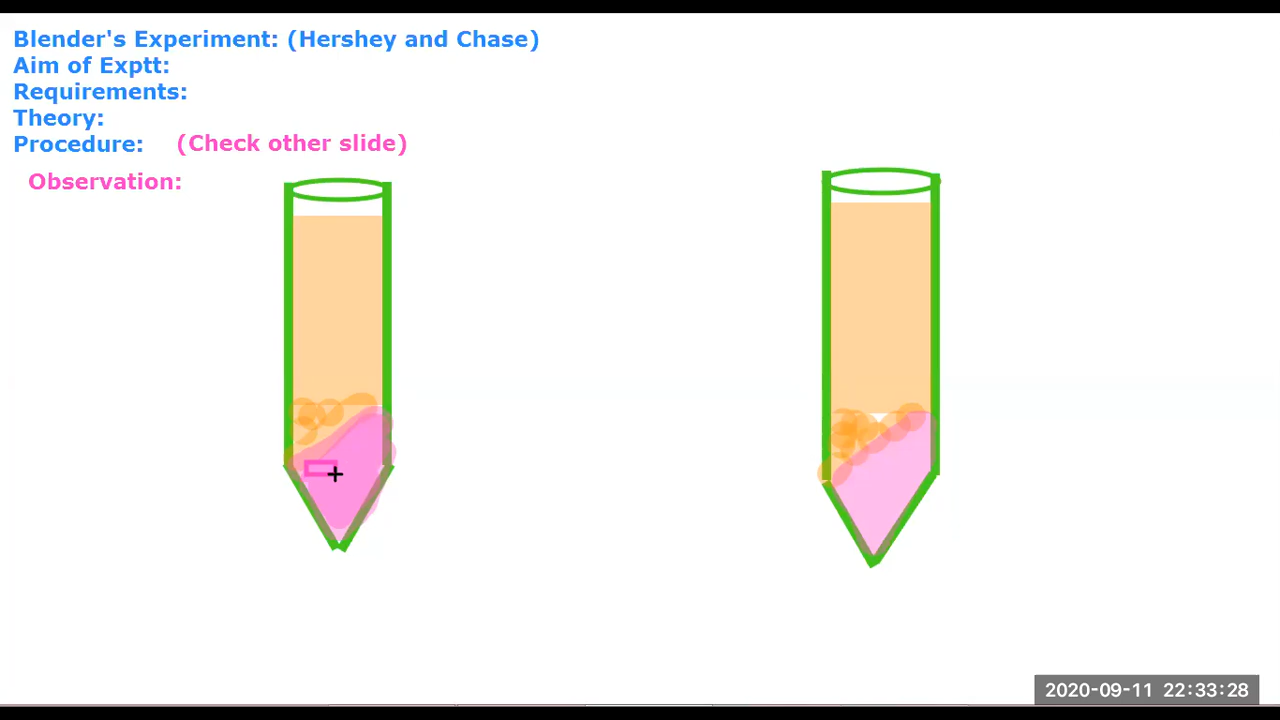 Blender's Experiment: (Hershey and Chase)
Aim of Exptt:
Requirements:
Theory:
Procedure: (Check other slide)
Observation:
2020-09-11 22:33:28